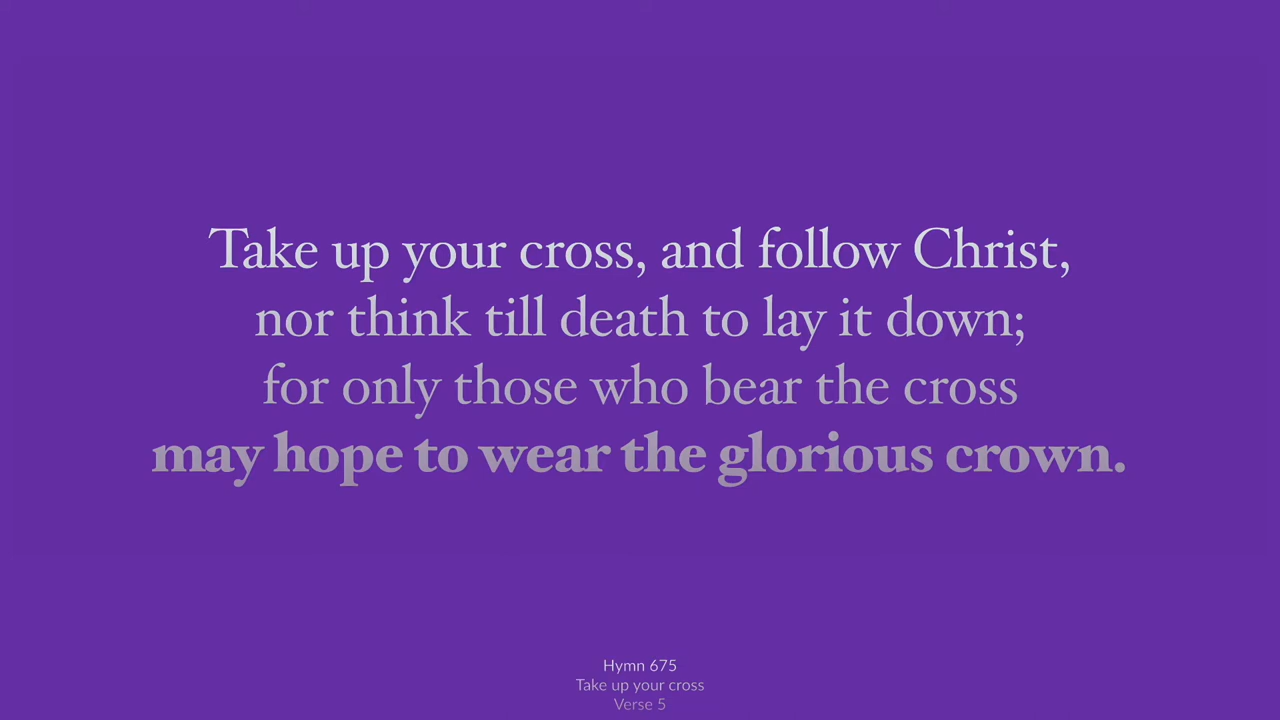 Take up your cross, and follow Christ,
nor think till death to lay it down;
for only those who bear the cross
may hope to wear the glorious crown.
Hymn 675
Take up your cross
Verse 5